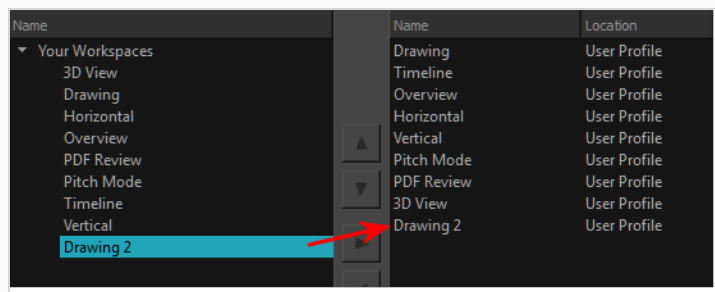 Name
Your Workspaces
3D View
Drawing
Horizontal
Overview
PDF Review
Pitch Mode
Timeline
Vertical
Drawing 2
Name Location
Drawing User Profile
Timeline User Profile
Overview User Profile
Horizontal User Profile
Vertical User Profile
Pitch Mode User Profile
PDF Review User Profile
3D View User Profile
Drawing 2 User Profile